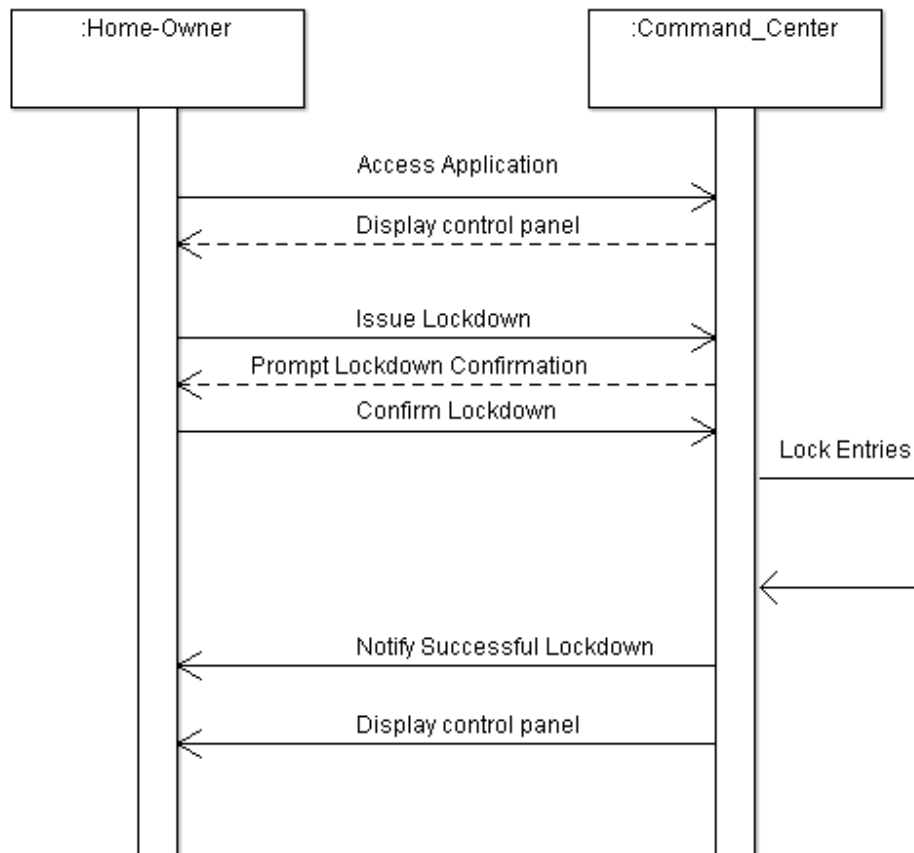 :Home-Owner
:Command_Center
Access Application
Display control panel
Issue Lockdown
Prompt Lockdown Confirmation
Confirm Lockdown
Lock Entries
Notify Successful Lockdown
Display control panel